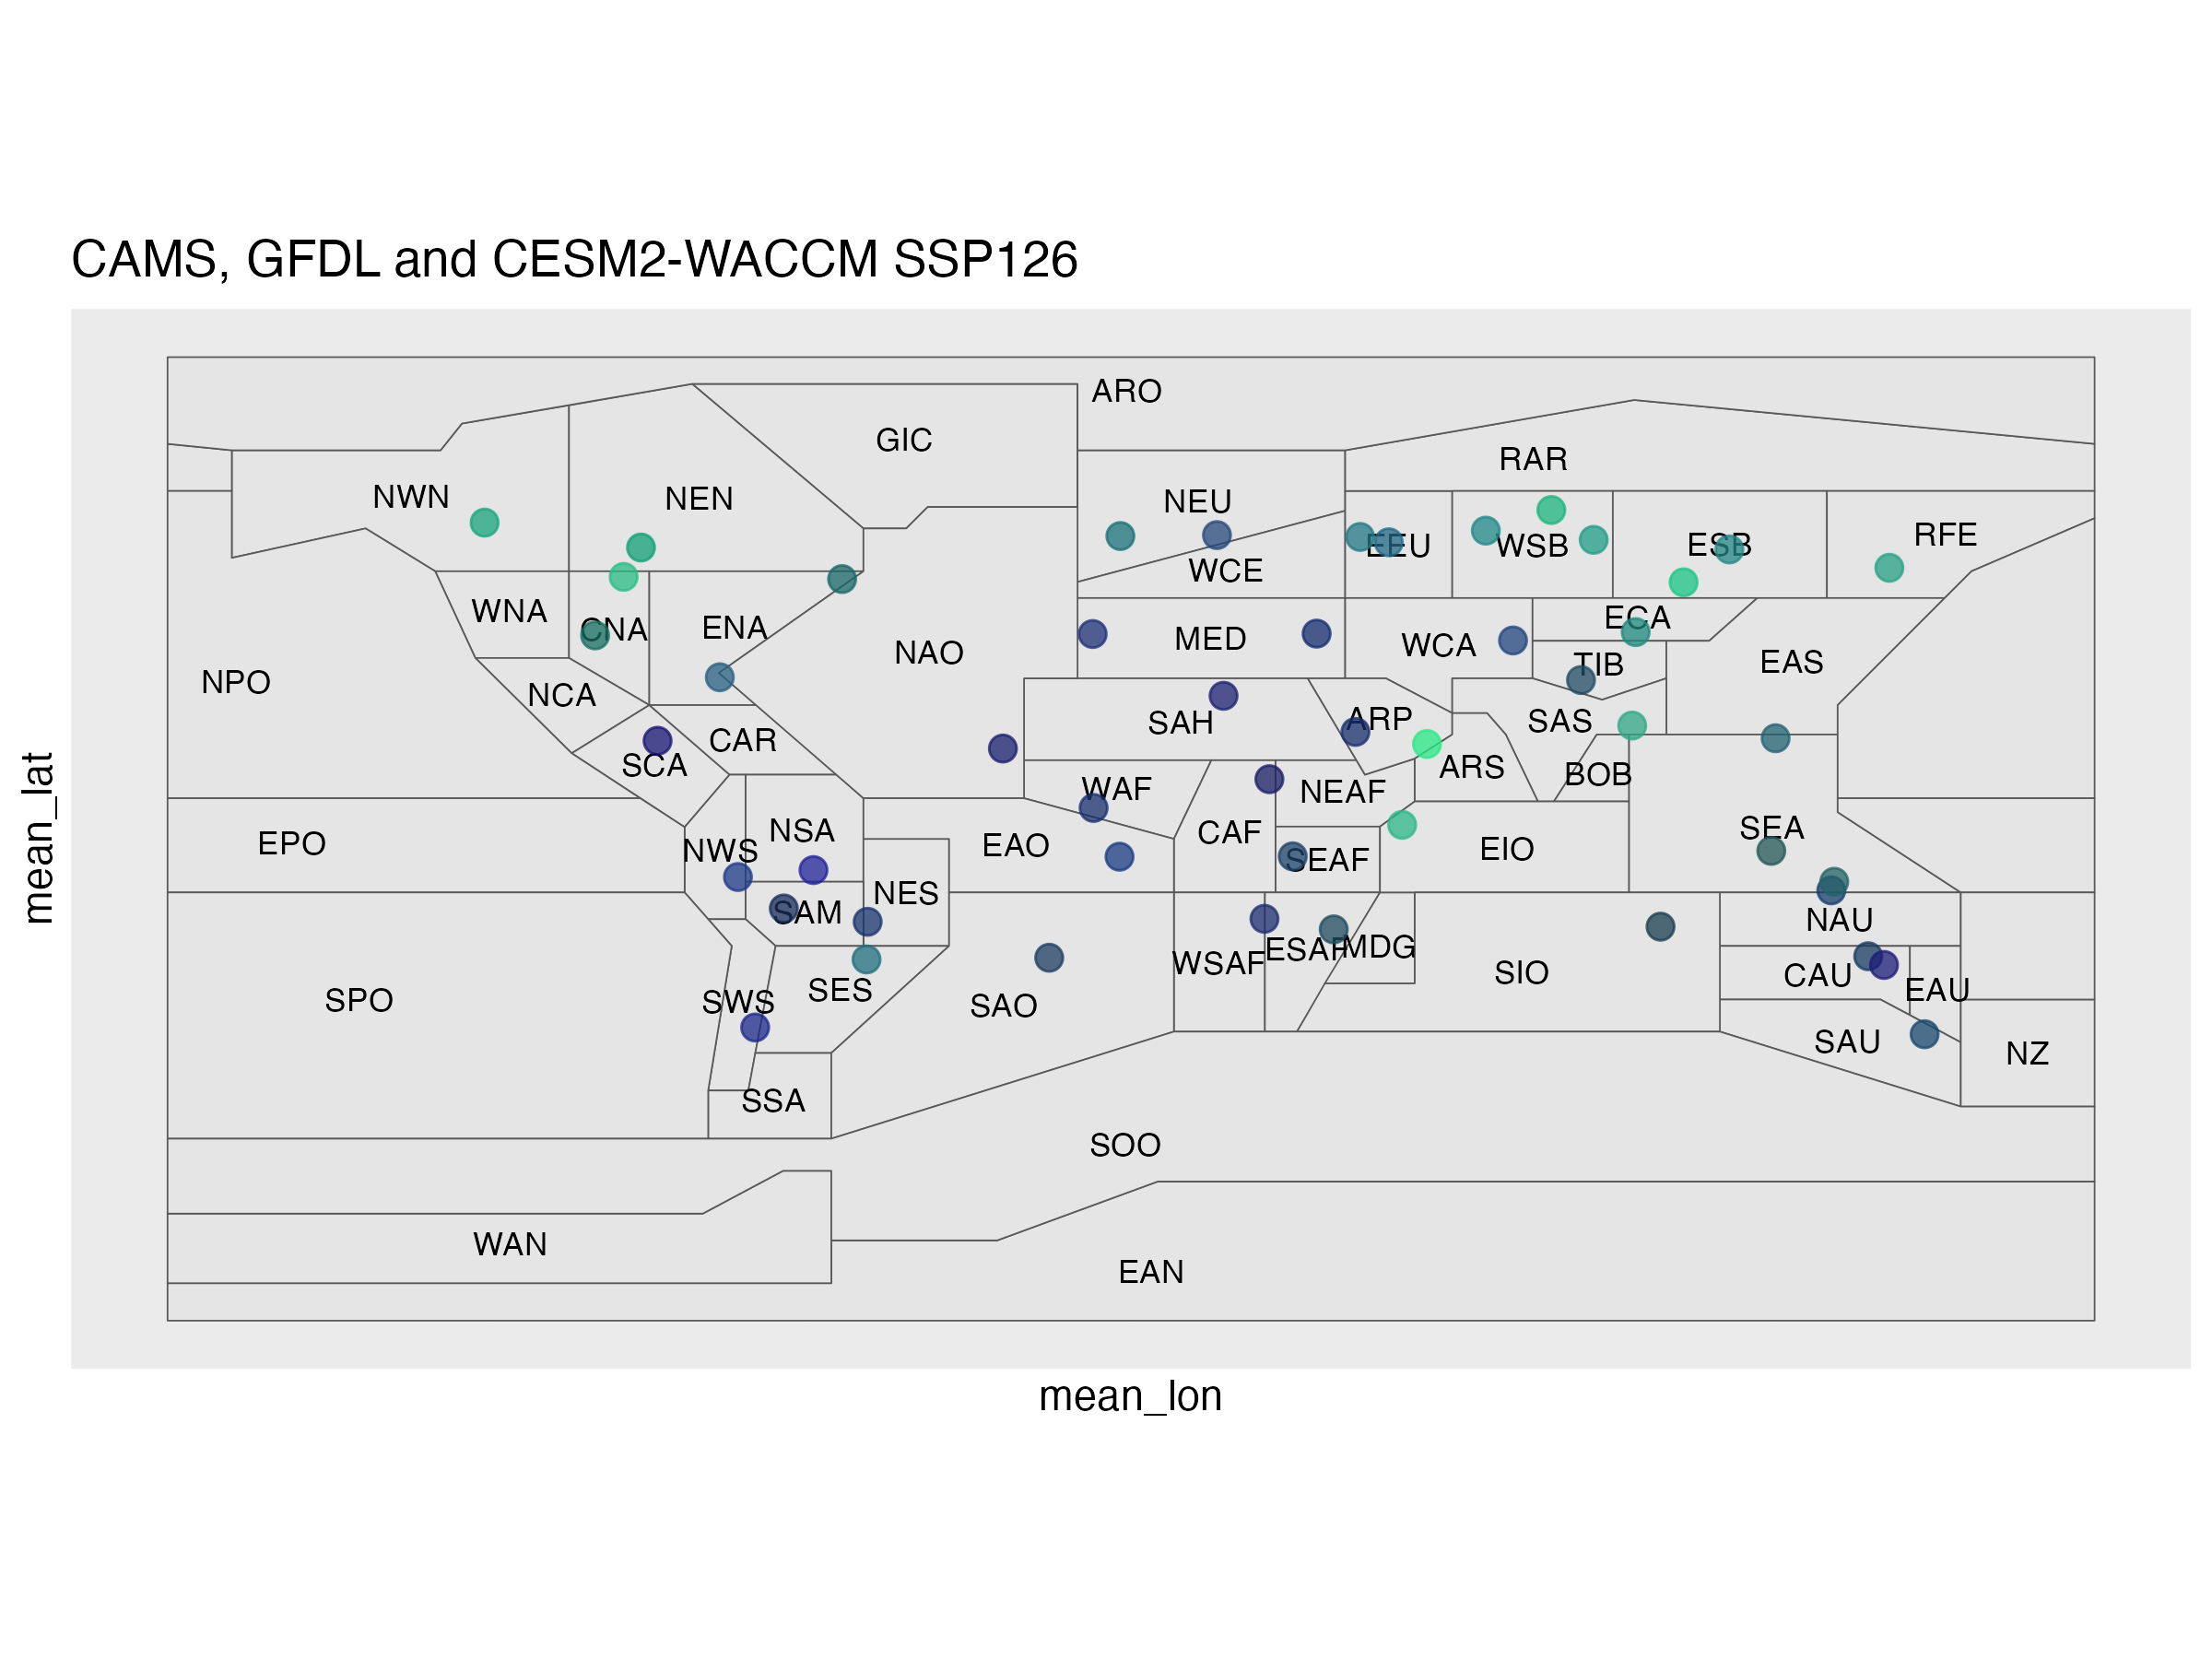 CAMS, GFDL and CESM2-WACCM SSP126
ARO
GIC
RAR
NWN
NEN
NEU
RFE
EEU
WSB
ESB
WCE
WNA
CNA
ENA
ECA
MED
WCA
NAO
TIB
EAS
NPO
NCA
SAH
ARP
SAS
CAR
SCA
ARS
BOB
WAF
NEAF
NSA
CAF
SEA
EPO
NWS
EAO
EIO
SEAF
NES
SAM
NAU
ESAF
MDG
WSAF
SIO
CAU
SES
EAU
SPO
SWS
SAO
SAU
NZ
SSA
SOO
WAN
EAN
mean_lat
mean_lon